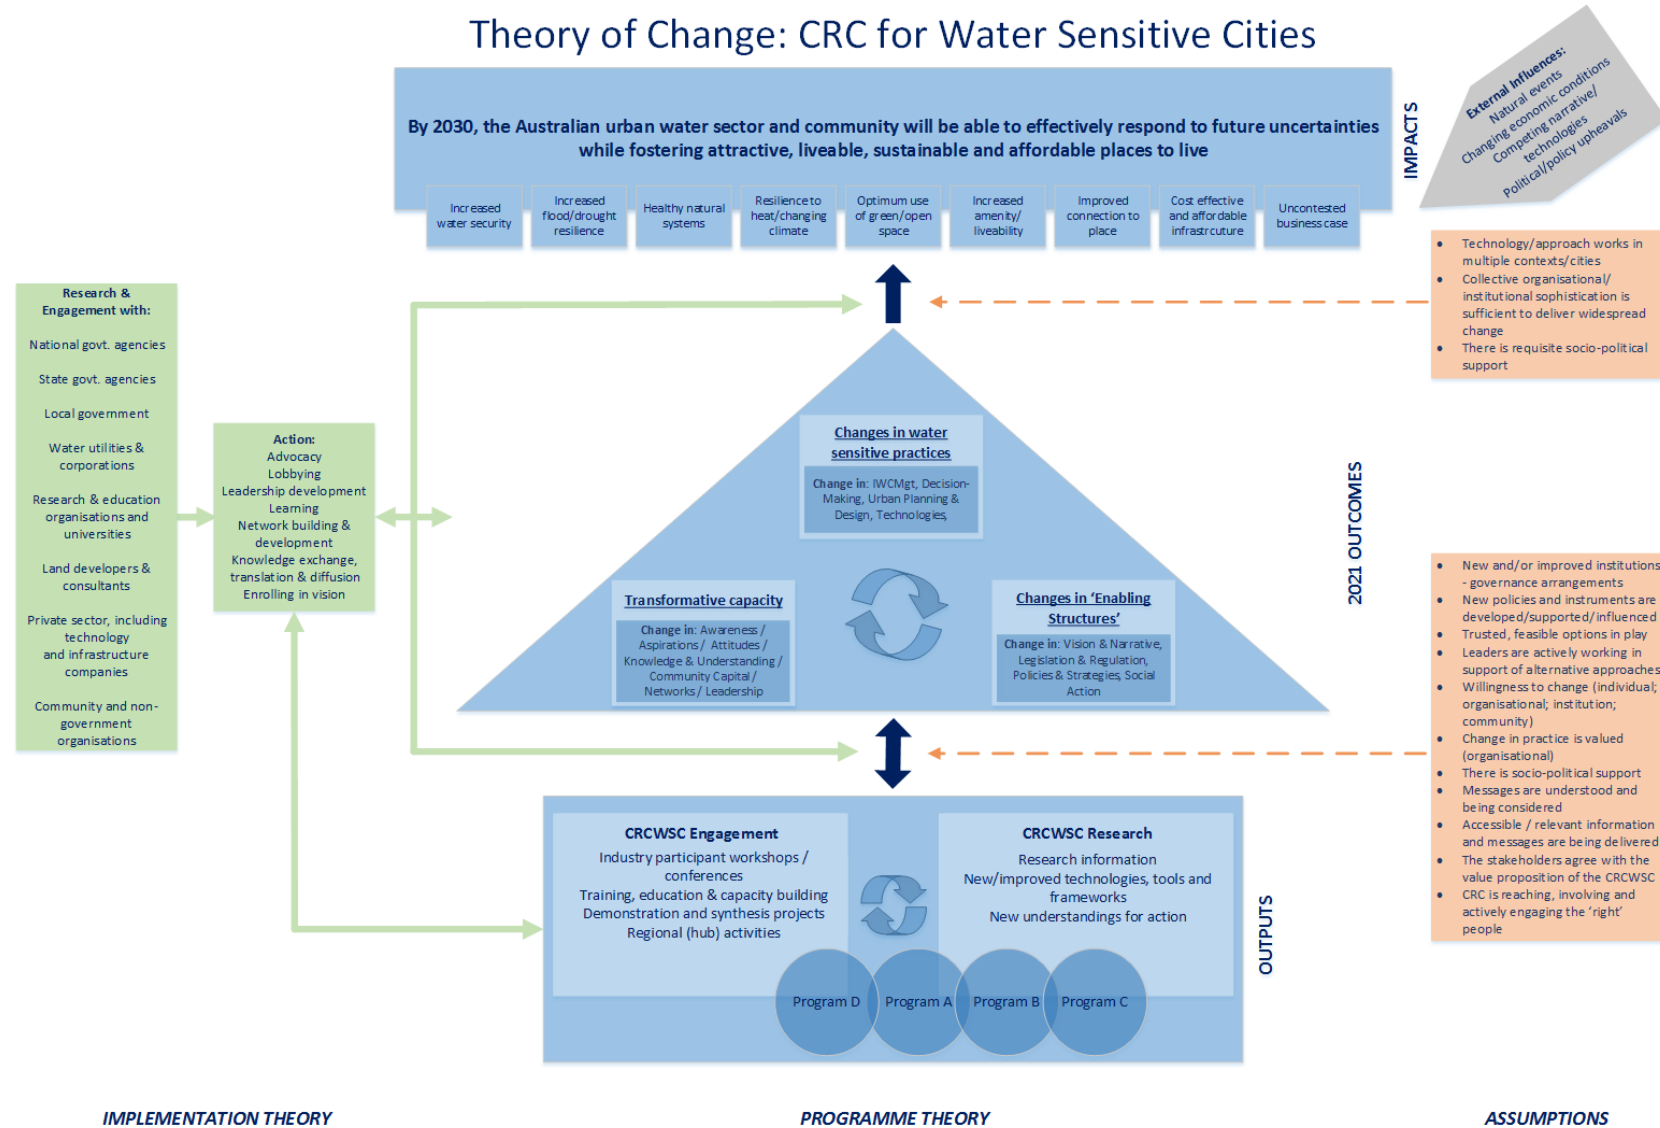 Theory of Change: CRC for Water Sensitive Cities
By 2030, the Australian urban water sector and community will be able to effectively respond to future uncertainties
while fostering attractive, liveable, sustainable and affordable places to live
Increased
water security
Increased
flood/drought
resilience
Healthy natural
systems
Resilience to
heat/changing
climate
Optimum use
of green/open
space
Increased
amenity/
liveability
Improved
connection to
place
Cost effective
and affordable
infrastrcuture
Uncontested
business case
IMPACTS
External Influences:
Natural events
Changing economic conditions
Competing narrative/
technologies
Political/policy upheavals
• Technology/approach works in
multiple contexts/cities
• Collective organisational/
institutional sophistication is
sufficient to deliver widespread
change
• There is requisite socio-political
support
Research &
Engagement with:
National govt. agencies
State govt. agencies
Local government
Water utilities &
corporations
Research & education
organisations and
universities
Land developers &
consultants
Private sector, including
technology
and infrastructure
companies
Community and non-
government
organisations
Action:
Advocacy
Lobbying
Leadership development
Learning
Network building &
development
Knowledge exchange,
translation & diffusion
Enrolling in vision
Changes in water
sensitive practices
Change in: IWCMgt, Decision-
Making, Urban Planning &
Design, Technologies,
Transformative capacity
Change in: Awareness /
Aspirations / Attitudes /
Knowledge & Understanding /
Community Capital /
Networks / Leadership
Changes in ‘Enabling
Structures’
Change in: Vision & Narrative,
Legislation & Regulation,
Policies & Strategies, Social
Action
2021 OUTCOMES
• New and/or improved institutions
- governance arrangements
• New policies and instruments are
developed/supported/influenced
• Trusted, feasible options in play
• Leaders are actively working in
support of alternative approaches
• Willingness to change (individual;
organisational; institution;
community)
• Change in practice is valued
(organisational)
• There is socio-political support
• Messages are understood and
being considered
• Accessible / relevant information
and messages are being delivered
• The stakeholders agree with the
value proposition of the CRCWSC
• CRC is reaching, involving and
actively engaging the ‘right’
people
CRCWSC Engagement
Industry participant workshops /
conferences
Training, education & capacity building
Demonstration and synthesis projects
Regional (hub) activities
CRCWSC Research
Research information
New/improved technologies, tools and
frameworks
New understandings for action
Program D
Program A
Program B
Program C
OUTPUTS
IMPLEMENTATION THEORY
PROGRAMME THEORY
ASSUMPTIONS